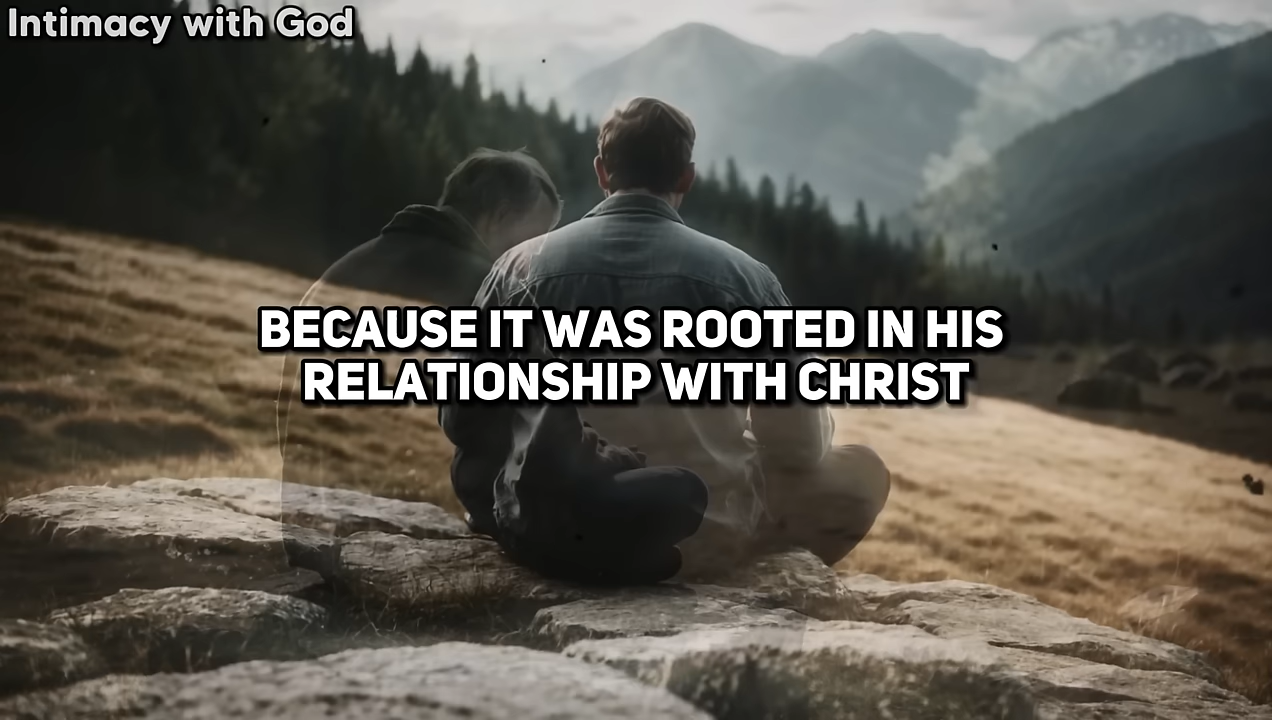 Intimacy with God
BECAUSE IT WAS ROOTED IN HIS
RELATIONSHIP WITH CHRIST